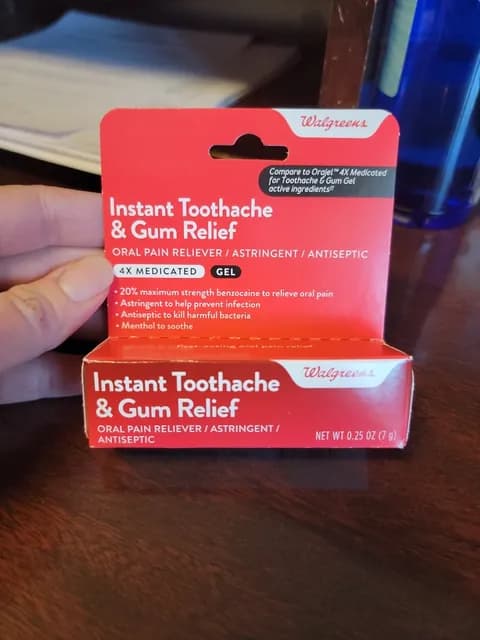 Walgreens
Compare to Orajel™ 4X Medicated
for Toothache & Gum Gel
active ingredients
Instant Toothache
& Gum Relief
ORAL PAIN RELIEVER / ASTRINGENT / ANTISEPTIC
4X MEDICATED GEL
• 20% maximum strength benzocaine to relieve oral pain
• Astringent to help prevent infection
• Antiseptic to kill harmful bacteria
• Menthol to soothe
oral pain relief
Walgreens
Instant Toothache
& Gum Relief
ORAL PAIN RELIEVER / ASTRINGENT /
ANTISEPTIC
NET WT 0.25 OZ (7 g)